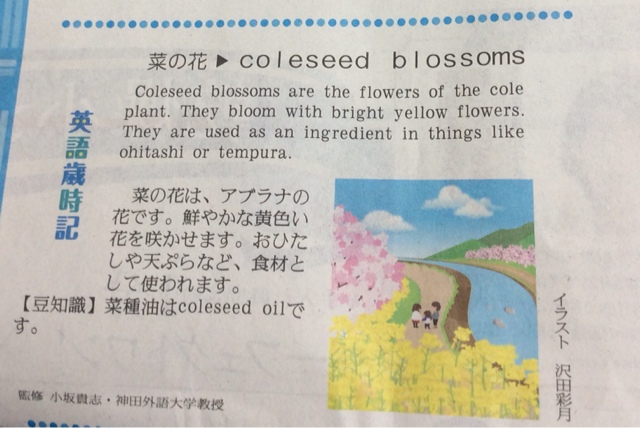 菜の花▶coleseed blossoms
Coleseed blossoms are the flowers of the cole
plant. They bloom with bright yellow flowers.
They are used as an ingredient in things like
ohitashi or tempura.
英語歳時記
菜の花は、アブラナの
花です。鮮やかな黄色い
花を咲かせます。おひた
しや天ぷらなど、食材と
して使われます。
【豆知識】菜種油はcoleseed oilで
す。
イラスト 沢田彩月
監修 小坂貴志・神田外語大学教授